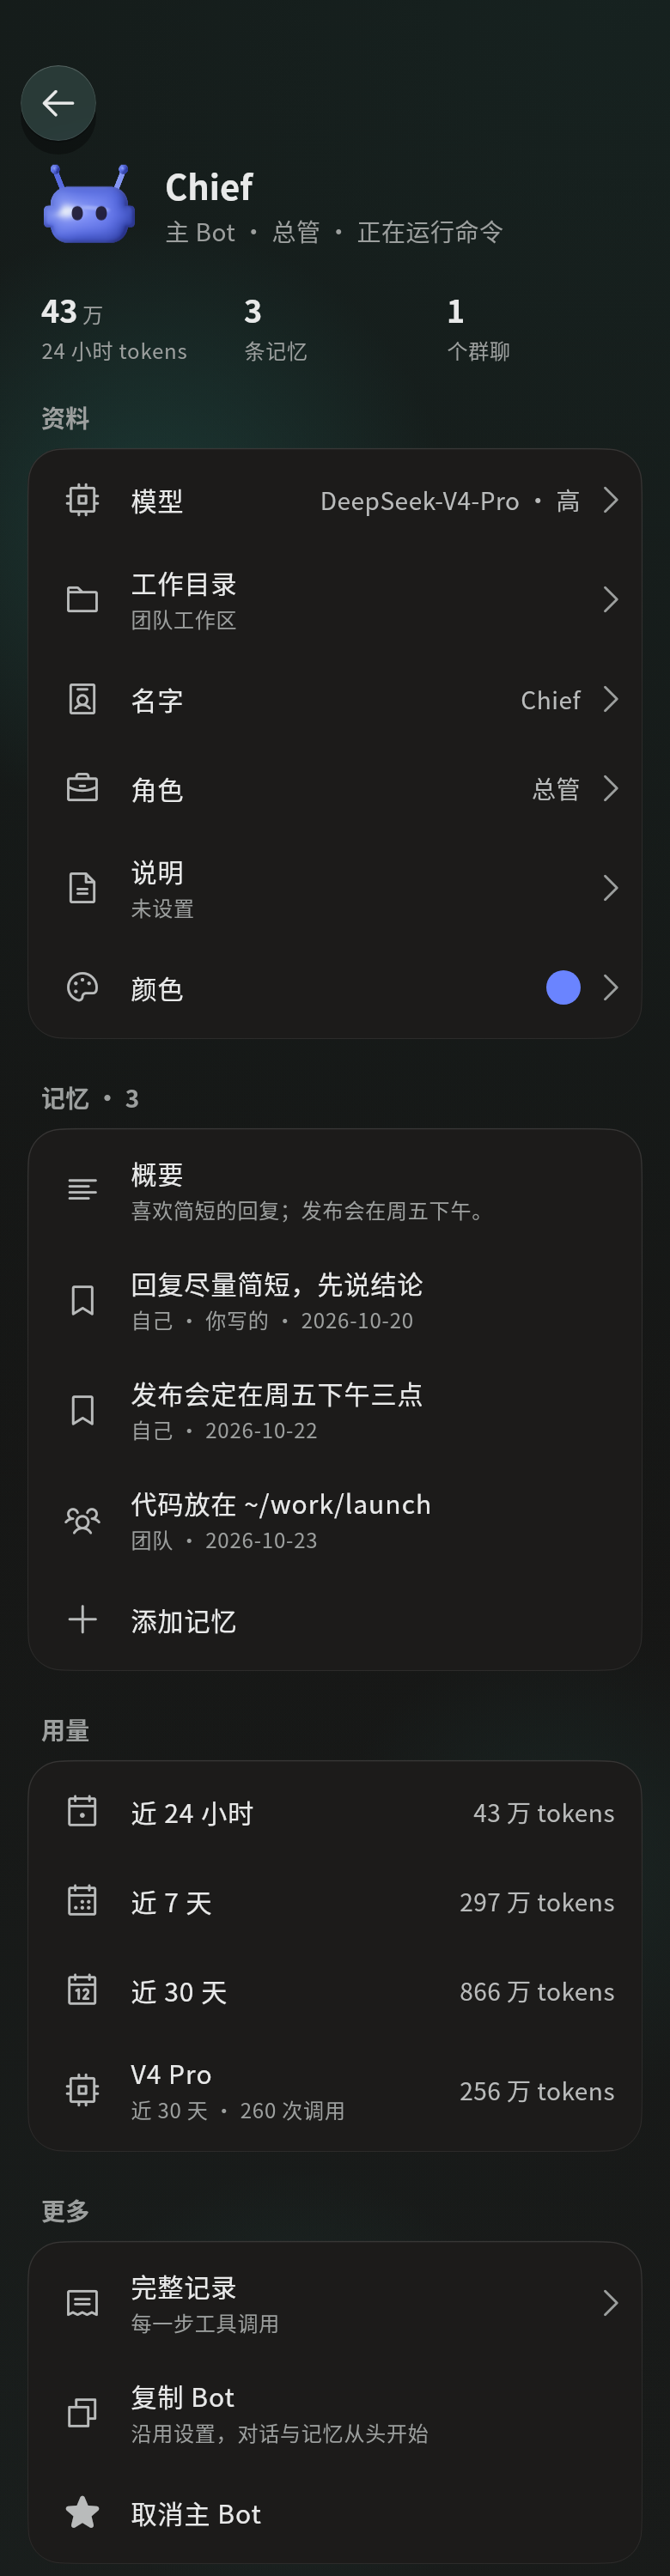 Chief
主 Bot · 总管 · 正在运行命令
43 万
24 小时 tokens
3
条记忆
1
个群聊
资料
模型
DeepSeek-V4-Pro · 高
工作目录
团队工作区
名字
Chief
角色
总管
说明
未设置
颜色
记忆 · 3
概要
喜欢简短的回复；发布会在周五下午。
回复尽量简短，先说结论
自己 · 你写的 · 2026-10-20
发布会定在周五下午三点
自己 · 2026-10-22
代码放在 ~/work/launch
团队 · 2026-10-23
添加记忆
用量
近 24 小时
43 万 tokens
近 7 天
297 万 tokens
12
近 30 天
866 万 tokens
V4 Pro
近 30 天 · 260 次调用
256 万 tokens
更多
完整记录
每一步工具调用
复制 Bot
沿用设置，对话与记忆从头开始
取消主 Bot